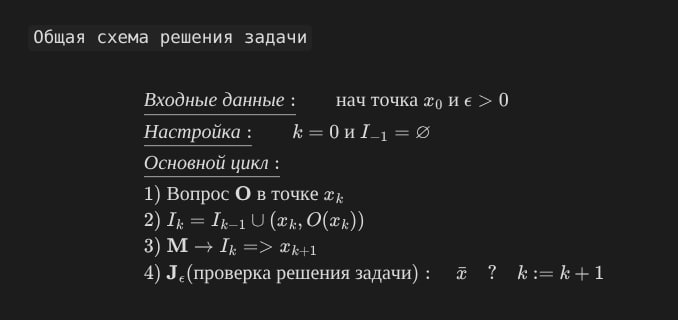 Общая схема решения задачи
Входные данные : нач точка x₀ и ϵ > 0
Настройка : k = 0 и I₋₁ = ∅
Основной цикл :
1) Вопрос O в точке xₖ
2) Iₖ = Iₖ₋₁ ∪ (xₖ, O(xₖ))
3) M → Iₖ => xₖ₊₁
4) J_ϵ(проверка решения задачи) : x̄ ? k := k + 1